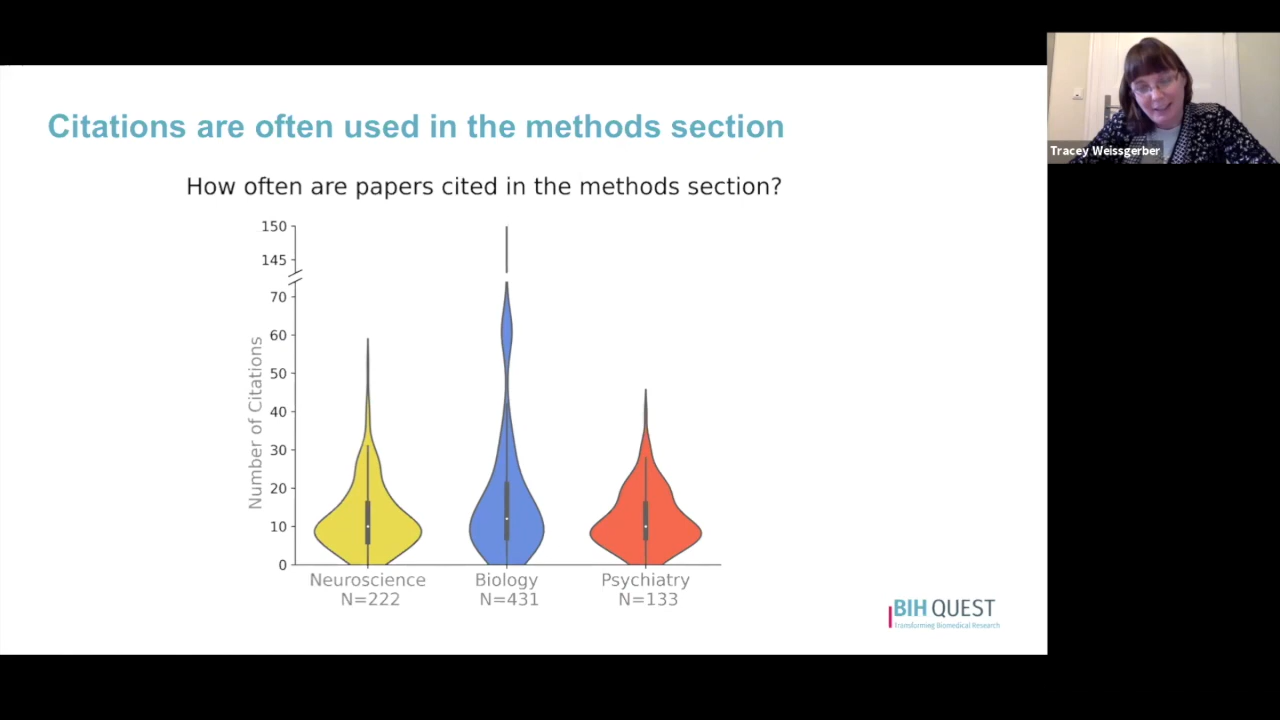 Citations are often used in the methods section
Tracey Weissgerber
How often are papers cited in the methods section?
150
145
70
60
50
40
30
20
10
0
Number of Citations
Neuroscience
N=222
Biology
N=431
Psychiatry
N=133
BIH QUEST
Transforming Biomedical Research